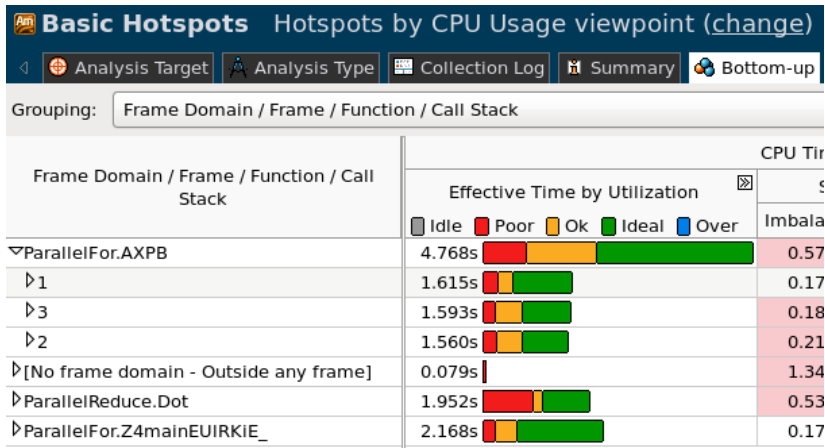 Basic Hotspots Hotspots by CPU Usage viewpoint (change)
Analysis Target Analysis Type Collection Log Summary Bottom-up
Grouping: Frame Domain / Frame / Function / Call Stack
CPU Tir
Frame Domain / Frame / Function / Call
Stack
Effective Time by Utilization S
Idle Poor Ok Ideal Over Imbala
ParallelFor.AXPB 4.768s 0.57
1 1.615s 0.17
3 1.593s 0.18
2 1.560s 0.21
[No frame domain - Outside any frame] 0.079s 1.34
ParallelReduce.Dot 1.952s 0.53
ParallelFor.Z4mainEUlRKiE_ 2.168s 0.17